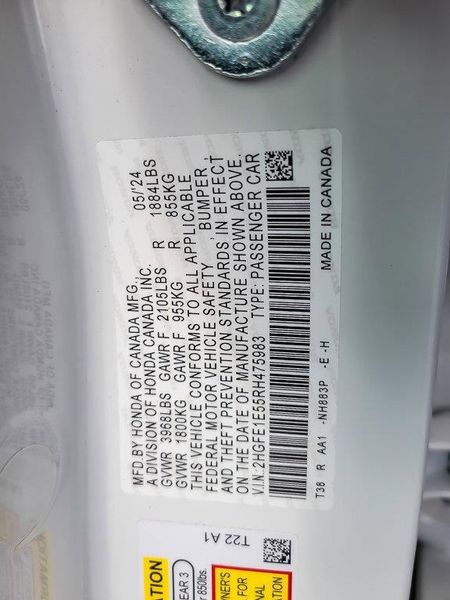 MFD BY HONDA OF CANADA MFG.,
A DIVISION OF HONDA CANADA INC. 05/'24
GVWR 3968LBS GAWR F 2105LBS R 1884LBS
GVWR 1800KG GAWR F 955KG R 855KG
THIS VEHICLE CONFORMS TO ALL APPLICABLE
FEDERAL MOTOR VEHICLE SAFETY, BUMPER,
AND THEFT PREVENTION STANDARDS IN EFFECT
ON THE DATE OF MANUFACTURE SHOWN ABOVE.
V.I.N. 2HGFE1E55RH475983 TYPE: PASSENGER CAR
MADE IN CANADA
T38 R AA1 -NH883P -E -H
T22 A1